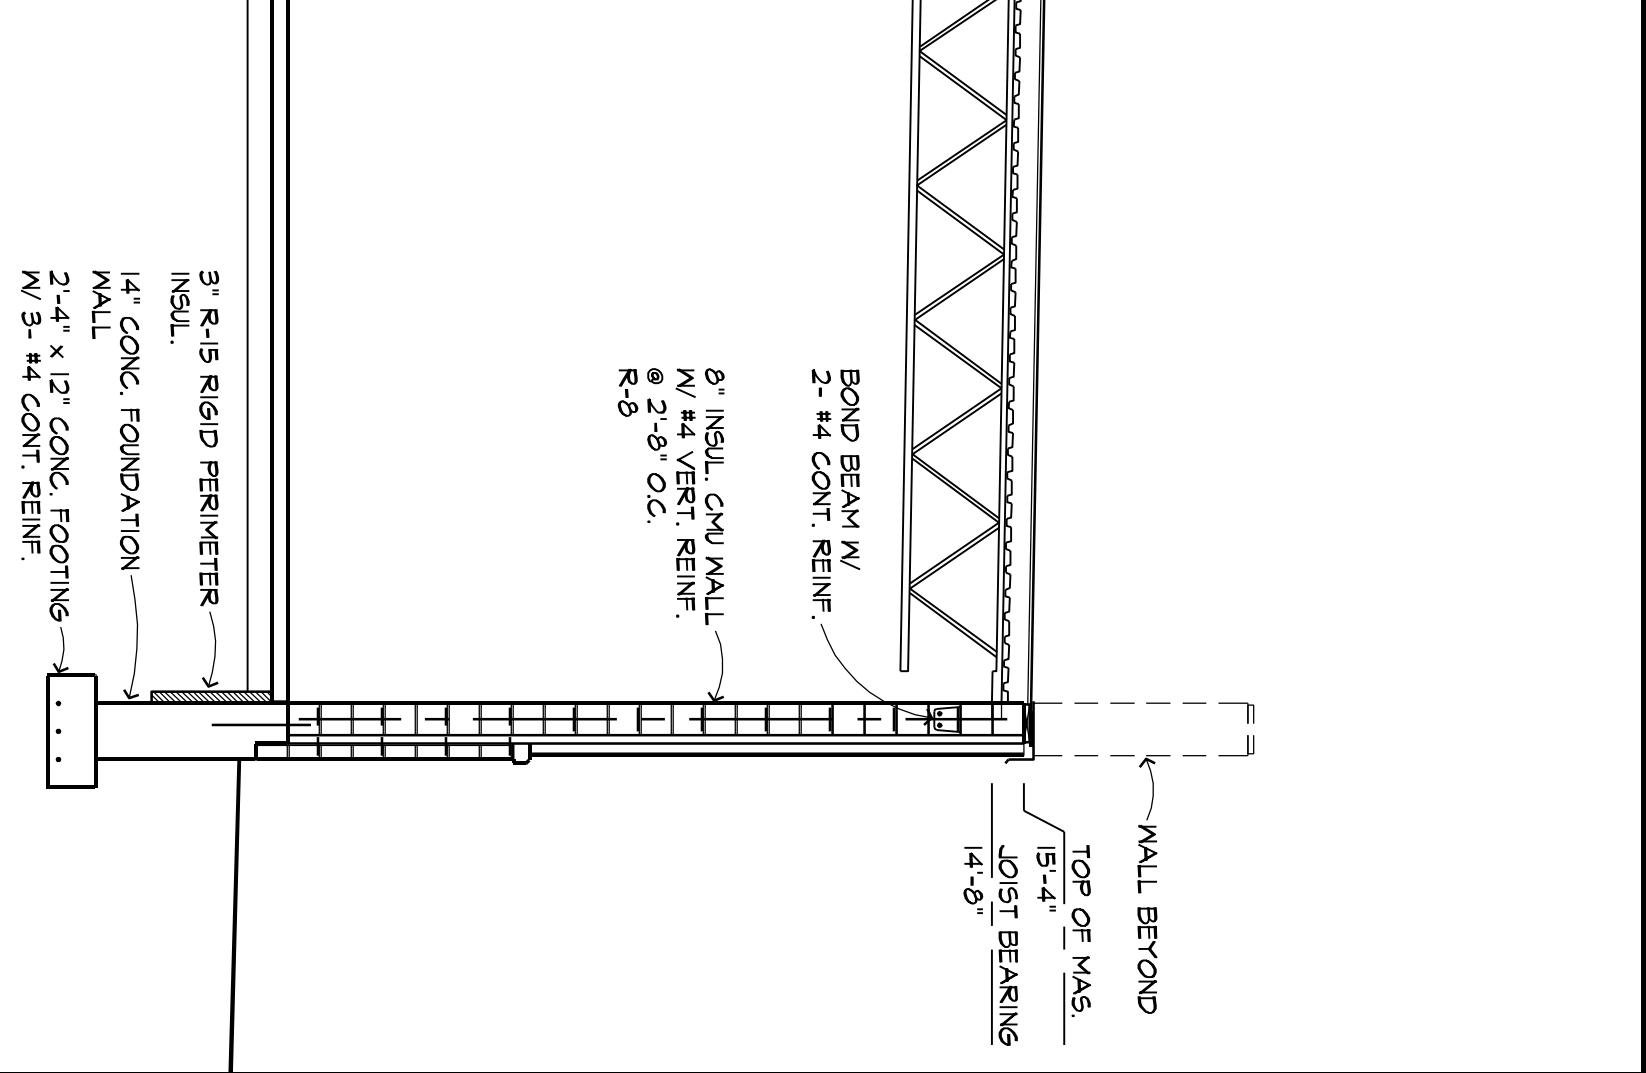 WALL BEYOND
TOP OF MAS.
15'-4"
JOIST BEARING
14'-8"
BOND BEAM W/
2- #4 CONT. REINF.
8" INSUL. CMU WALL
W/ #4 VERT. REINF.
@ 2'-8" O.C.
R-8
3" R-15 RIGID PERIMETER
INSUL.
14" CONC. FOUNDATION
WALL
2'-4" x 12" CONC. FOOTING
W/ 3- #4 CONT. REINF.